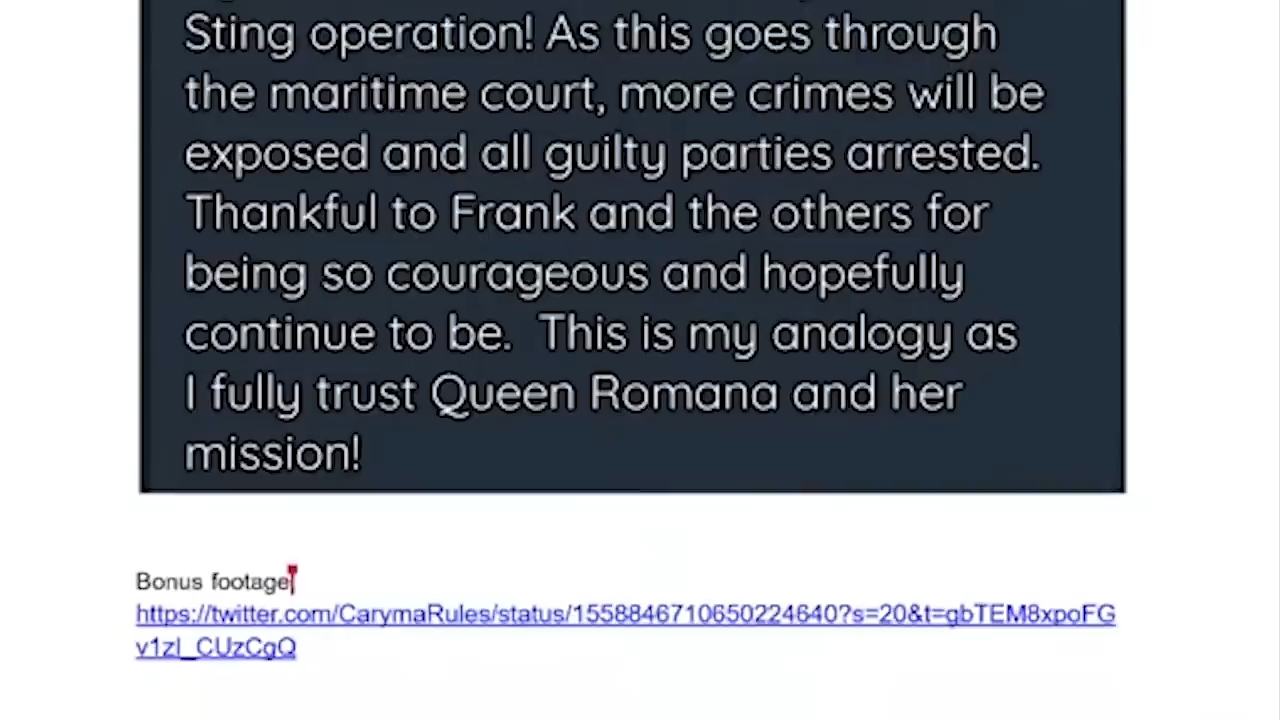 Sting operation! As this goes through
the maritime court, more crimes will be
exposed and all guilty parties arrested.
Thankful to Frank and the others for
being so courageous and hopefully
continue to be.  This is my analogy as
I fully trust Queen Romana and her
mission!
Bonus footage
https://twitter.com/CarymaRules/status/1558846710650224640?s=20&t=gbTEM8xpoFG
v1zI_CUzCgQ